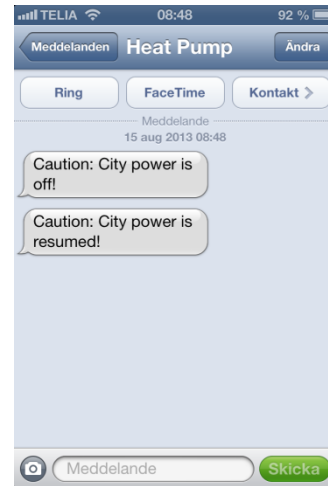 TELIA 08:48 92 %
Meddelanden Heat Pump Ändra
Ring FaceTime Kontakt
Meddelande
15 aug 2013 08:48
Caution: City power is
off!
Caution: City power is
resumed!
Meddelande Skicka